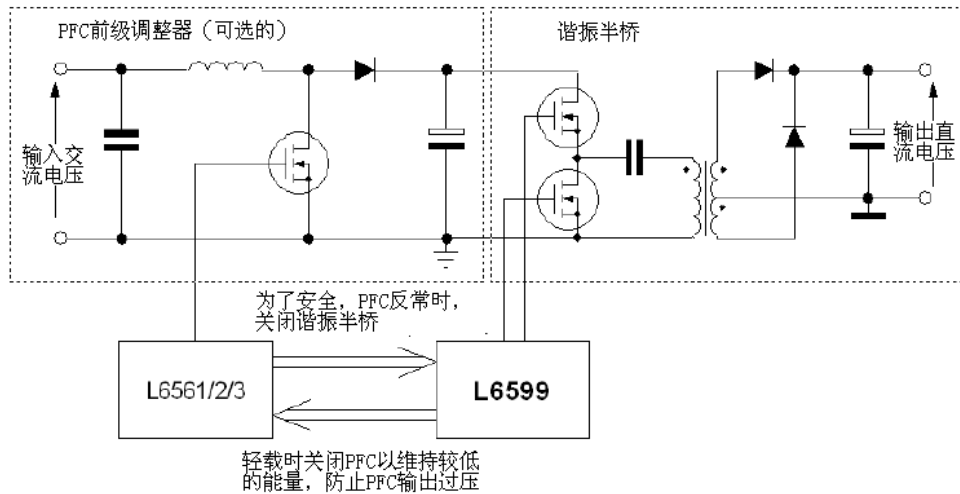 PFC前级调整器（可选的）
谐振半桥
输入交
流电压
输出直
流电压
为了安全，PFC反常时，
关闭谐振半桥
L6561/2/3
L6599
轻载时关闭PFC以维持较低
的能量，防止PFC输出过压